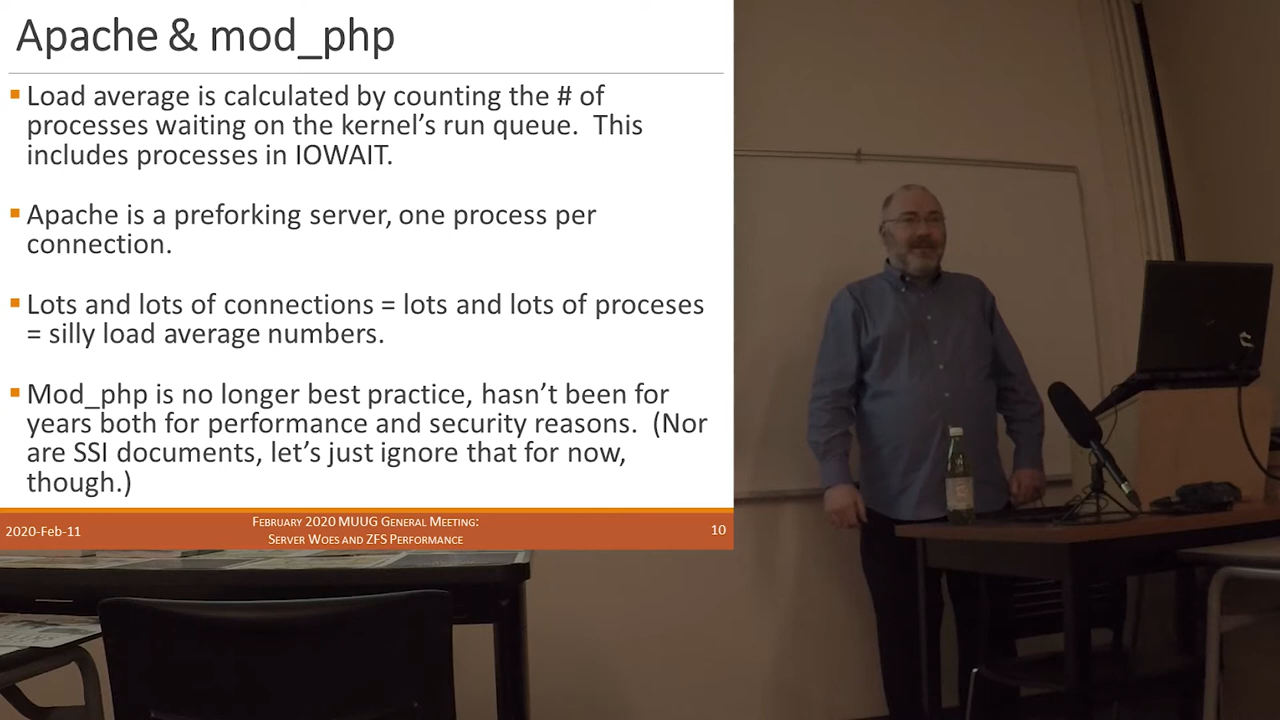 Apache & mod_php
Load average is calculated by counting the # of
processes waiting on the kernel's run queue.  This
includes processes in IOWAIT.
Apache is a preforking server, one process per
connection.
Lots and lots of connections = lots and lots of proceses
= silly load average numbers.
Mod_php is no longer best practice, hasn't been for
years both for performance and security reasons.  (Nor
are SSI documents, let's just ignore that for now,
though.)
2020-Feb-11
February 2020 MUUG General Meeting:
Server Woes and ZFS Performance
10